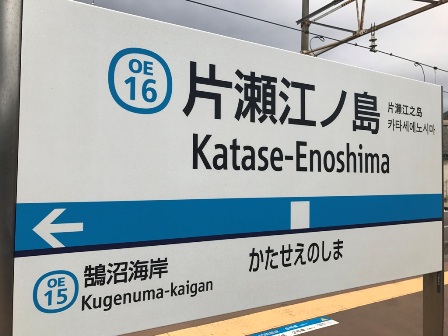 OE
16
片瀬江ノ島
片瀬江之島
카타세에노시마
Katase-Enoshima
かたせえのしま
OE
15
鵠沼海岸
Kugenuma-kaigan